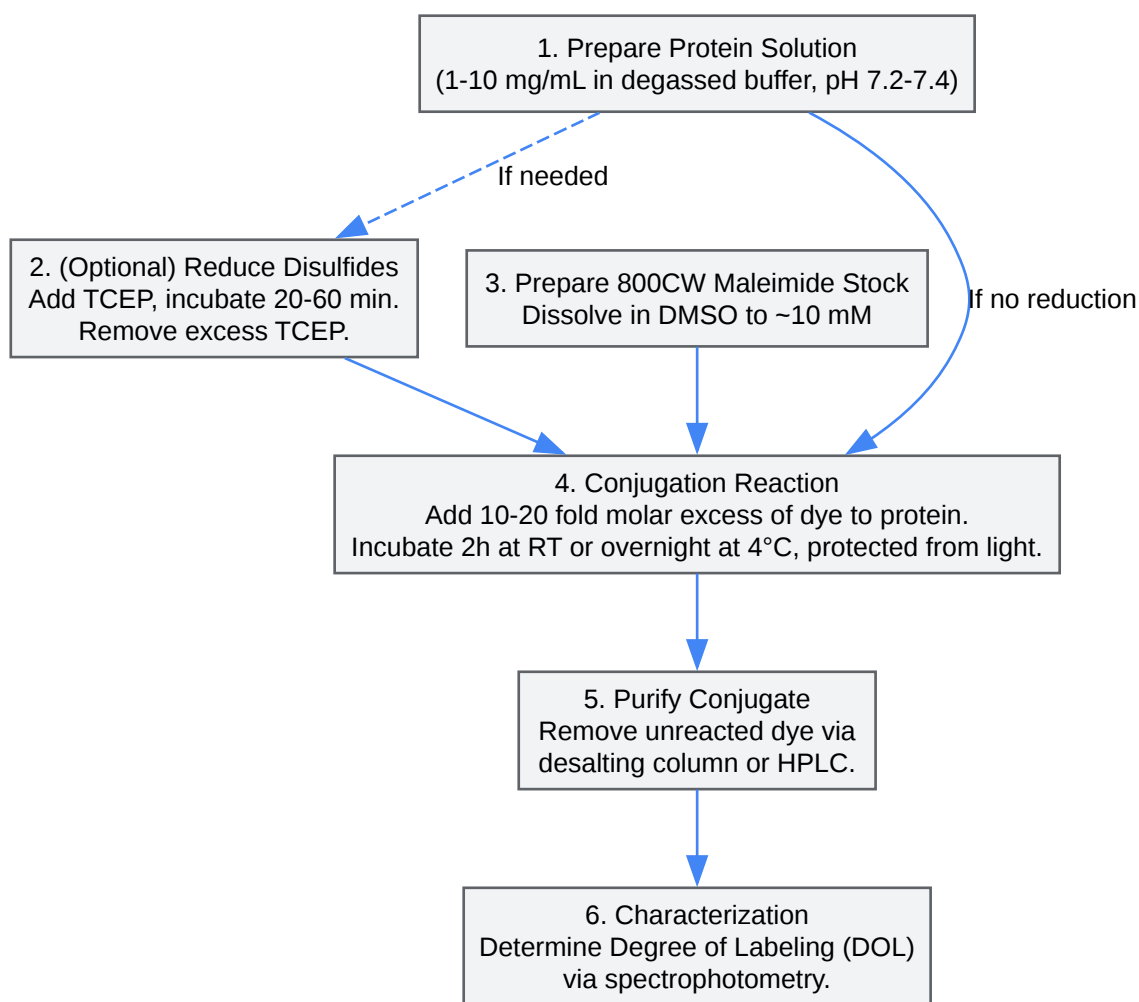 1. Prepare Protein Solution
(1-10 mg/mL in degassed buffer, pH 7.2-7.4)
If needed
2. (Optional) Reduce Disulfides
Add TCEP, incubate 20-60 min.
Remove excess TCEP.
3. Prepare 800CW Maleimide Stock
Dissolve in DMSO to ~10 mM
If no reduction
4. Conjugation Reaction
Add 10-20 fold molar excess of dye to protein.
Incubate 2h at RT or overnight at 4°C, protected from light.
5. Purify Conjugate
Remove unreacted dye via
desalting column or HPLC.
6. Characterization
Determine Degree of Labeling (DOL)
via spectrophotometry.